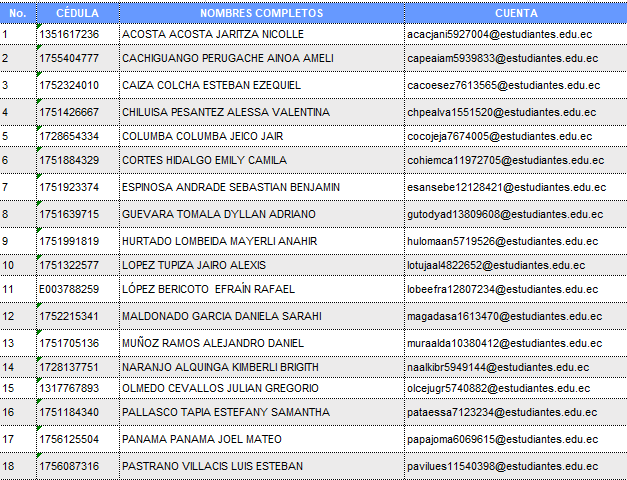 No. CÉDULA NOMBRES COMPLETOS CUENTA
1 1351617236 ACOSTA ACOSTA JARITZA NICOLLE acacjani5927004@estudiantes.edu.ec
2 1755404777 CACHIGUANGO PERUGACHE AINOA AMELI capeaiam5939833@estudiantes.edu.ec
3 1752324010 CAIZA COLCHA ESTEBAN EZEQUIEL cacoesez7613565@estudiantes.edu.ec
4 1751426667 CHILUISA PESANTEZ ALESSA VALENTINA chpealva1551520@estudiantes.edu.ec
5 1728654334 COLUMBA COLUMBA JEICO JAIR cocojeja7674005@estudiantes.edu.ec
6 1751884329 CORTES HIDALGO EMILY CAMILA cohiemca11972705@estudiantes.edu.ec
7 1751923374 ESPINOSA ANDRADE SEBASTIAN BENJAMIN esansebe12128421@estudiantes.edu.ec
8 1751639715 GUEVARA TOMALA DYLLAN ADRIANO gutodyad13809608@estudiantes.edu.ec
9 1751991819 HURTADO LOMBEIDA MAYERLI ANAHIR hulomaan5719526@estudiantes.edu.ec
10 1751322577 LOPEZ TUPIZA JAIRO ALEXIS lotujaal4822652@estudiantes.edu.ec
11 E003788259 LÓPEZ BERICOTO EFRAÍN RAFAEL lobeefra12807234@estudiantes.edu.ec
12 1752215341 MALDONADO GARCIA DANIELA SARAHI magadasa1613470@estudiantes.edu.ec
13 1751705136 MUÑOZ RAMOS ALEJANDRO DANIEL muraalda10380412@estudiantes.edu.ec
14 1728137751 NARANJO ALQUINGA KIMBERLI BRIGITH naalkibr5949144@estudiantes.edu.ec
15 1317767893 OLMEDO CEVALLOS JULIAN GREGORIO olcejugr5740882@estudiantes.edu.ec
16 1751184340 PALLASCO TAPIA ESTEFANY SAMANTHA pataessa7123234@estudiantes.edu.ec
17 1756125504 PANAMA PANAMA JOEL MATEO papajoma6069615@estudiantes.edu.ec
18 1756087316 PASTRANO VILLACIS LUIS ESTEBAN pavilues11540398@estudiantes.edu.ec